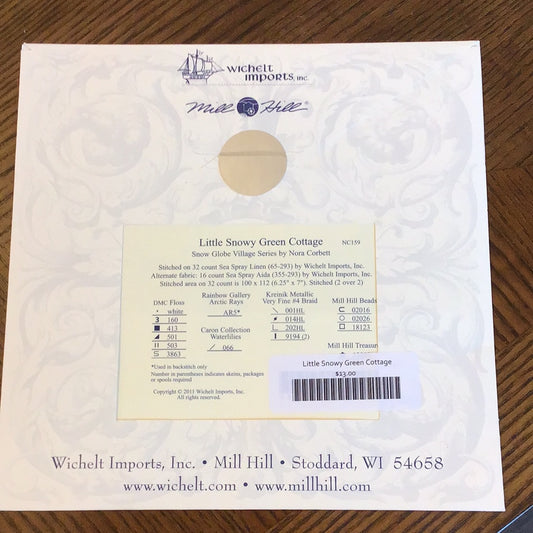 Wichelt
Imports, Inc.
Mill Hill®
Little Snowy Green Cottage NC159
Snow Globe Village Series by Nora Corbett
Stitched on 32 count Sea Spray Linen (65-293) by Wichelt Imports, Inc.
Alternate fabric: 16 count Sea Spray Aida (355-293) by Wichelt Imports, Inc.
Stitched area on 32 count is 100 x 112 (6.25" x 7"). Stitched (2 over 2)
DMC Floss
white
3 160
413
501
503
S 3863
Rainbow Gallery
Arctic Rays
AR5*
Caron Collection
Waterlilies
066
Kreinik Metallic
Very Fine #4 Braid
001HL
014HL
202HL
9194 (2)
Mill Hill Beads
02016
02026
18123
Mill Hill Treasur
*Used in backstitch only
Number in parentheses indicates skeins, packages
or spools required
Copyright © 2011 Wichelt Imports, Inc.
All rights reserved.
Little Snowy Green Cottage
$13.00
Wichelt Imports, Inc. • Mill Hill • Stoddard, WI 54658
www.wichelt.com • www.millhill.com